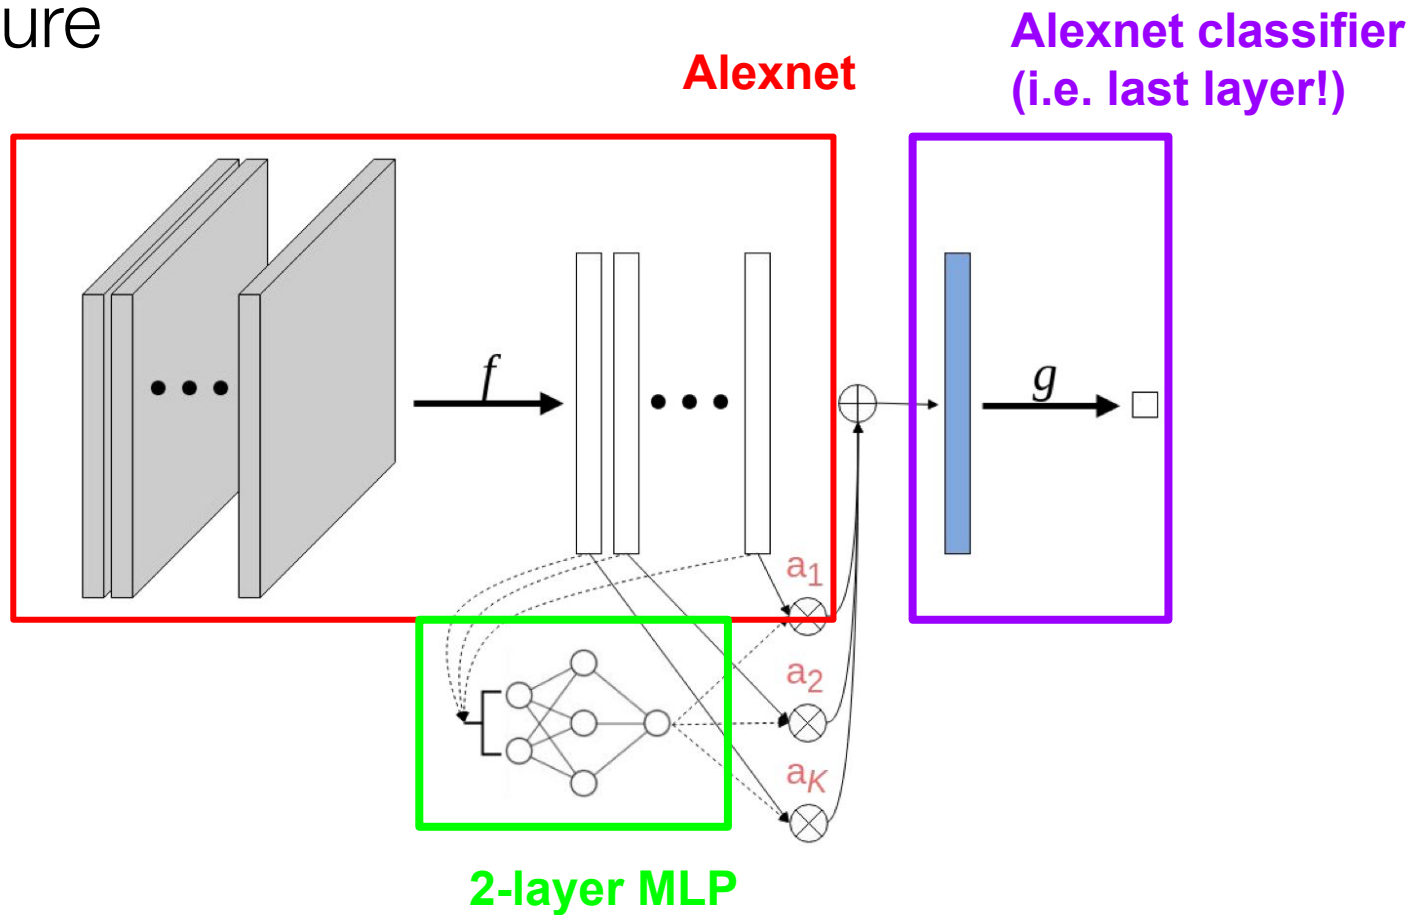 ure
Alexnet
Alexnet classifier
(i.e. last layer!)
f
g
a1
a2
aK
2-layer MLP